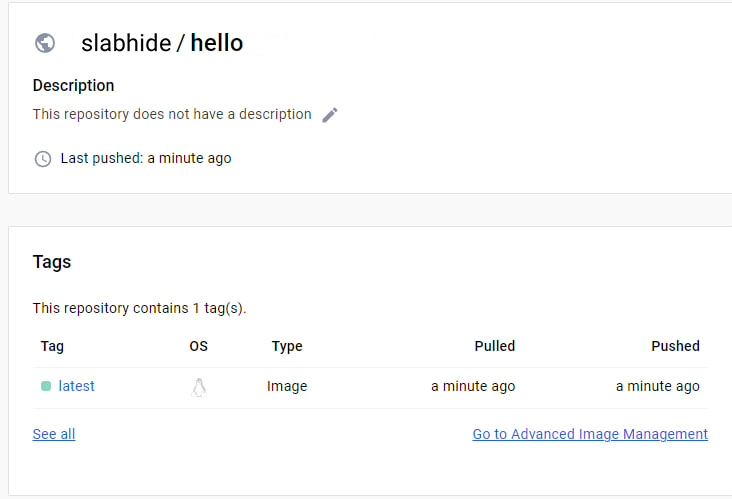 slabhide / hello
Description
This repository does not have a description
Last pushed: a minute ago
Tags
This repository contains 1 tag(s).
Tag OS Type Pulled Pushed
latest Image a minute ago a minute ago
See all Go to Advanced Image Management